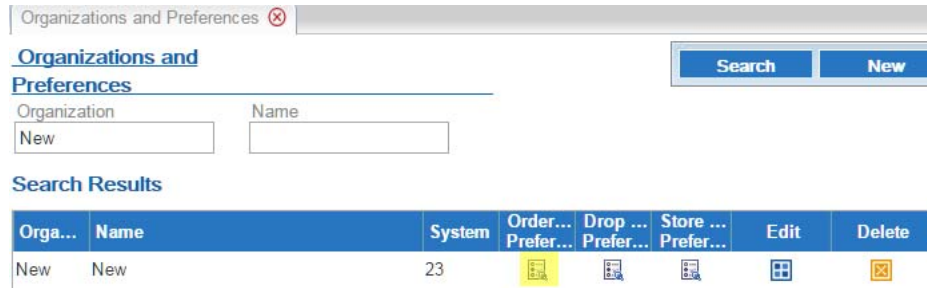 Organizations and Preferences
Organizations and
Preferences
Search New
Organization Name
New
Search Results
Orga... Name System Order... Prefer... Drop ... Prefer... Store ... Prefer... Edit Delete
New New 23